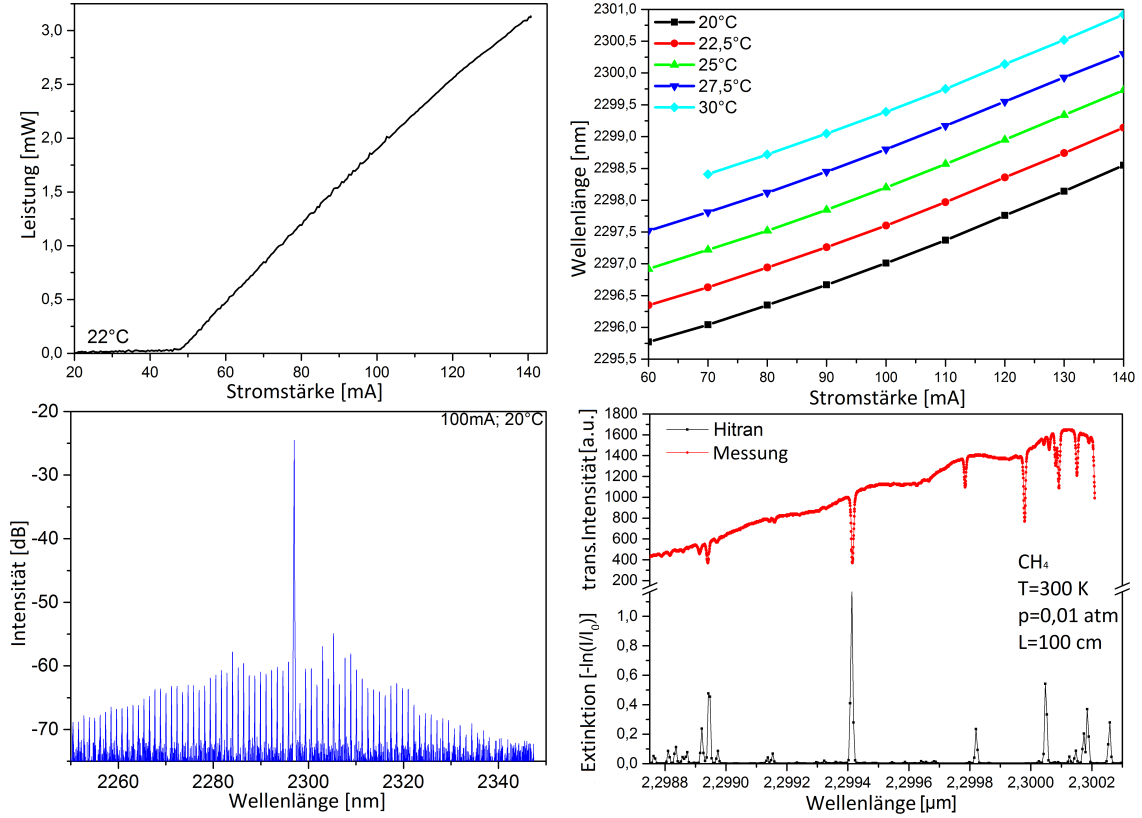 3,0
2,5
2,0
1,5
1,0
0,5
0,0
Leistung [mW]
22°C
20 40 60 80 100 120 140
Stromstärke [mA]
2301,0
2300,5
2300,0
2299,5
2299,0
2298,5
2298,0
2297,5
2297,0
2296,5
2296,0
2295,5
Wellenlänge [nm]
20°C
22,5°C
25°C
27,5°C
30°C
60 70 80 90 100 110 120 130 140
Stromstärke [mA]
-20
-30
-40
-50
-60
-70
Intensität [dB]
100mA; 20°C
2260 2280 2300 2320 2340
Wellenlänge [nm]
1800
1600
1400
1200
1000
800
600
400
200
trans.Intensität [a.u.]
Hitran
Messung
CH₄
T=300 K
p=0,01 atm
L=100 cm
1,0
0,8
0,6
0,4
0,2
0,0
Extinktion [-ln(I/I₀)]
2,2988 2,2990 2,2992 2,2994 2,2996 2,2998 2,3000 2,3002
Wellenlänge [µm]